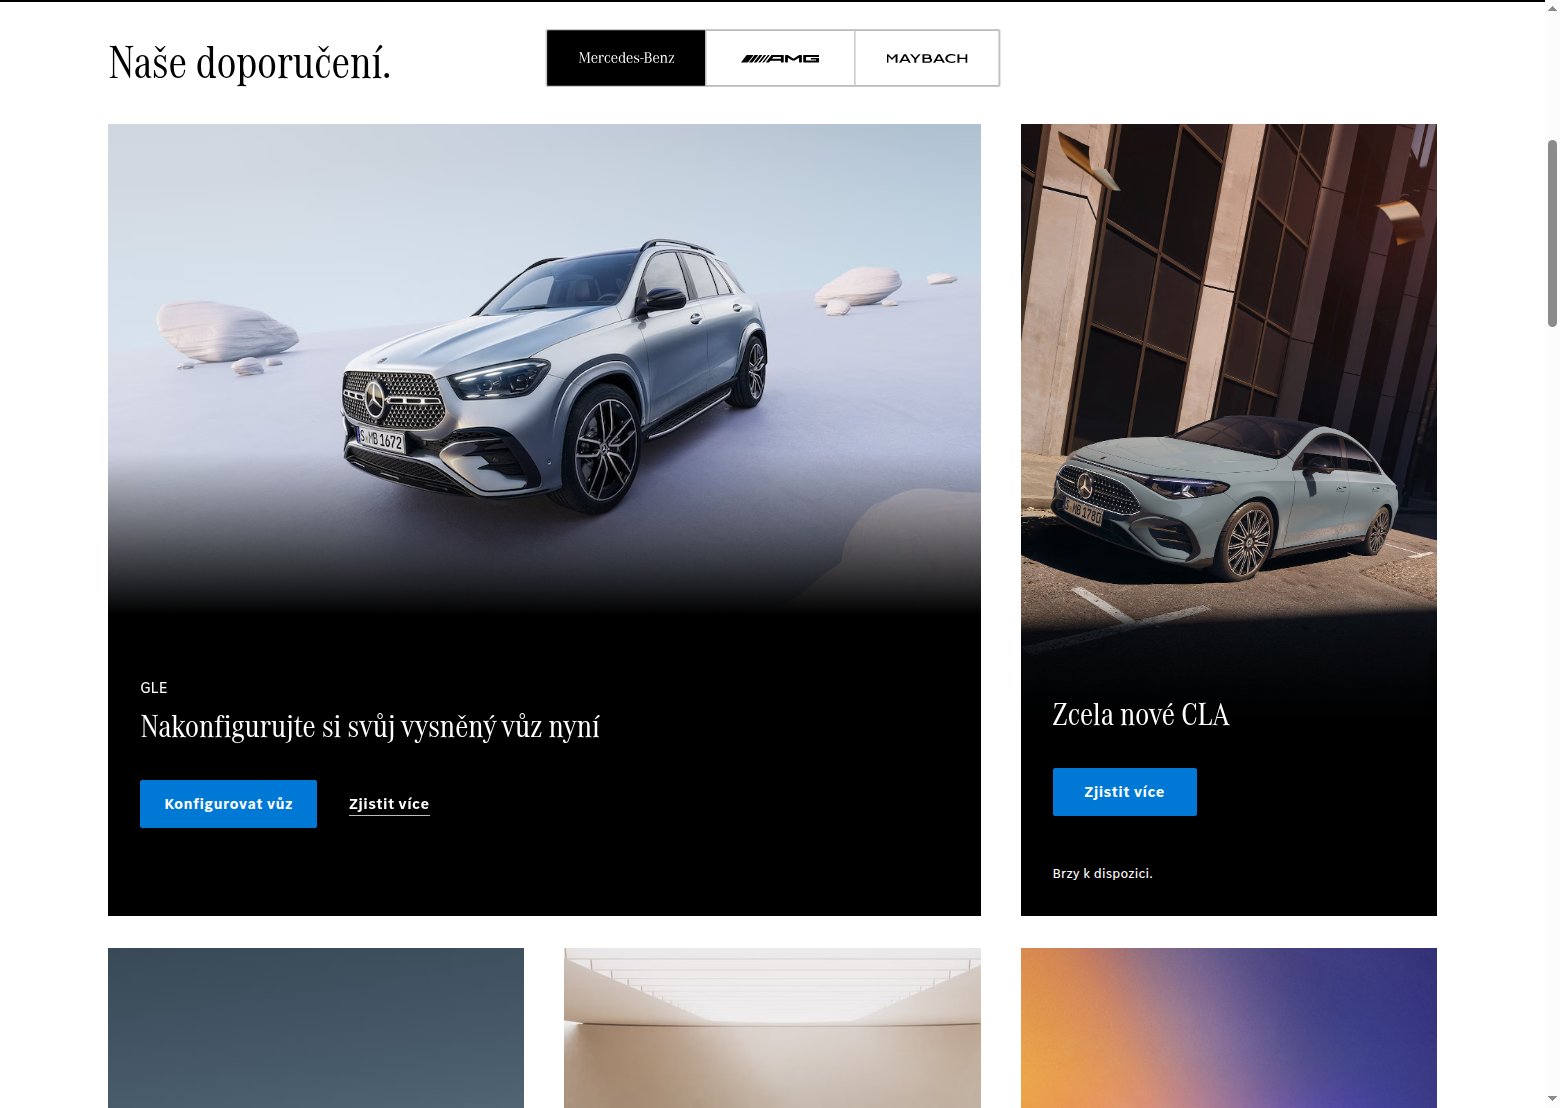 Naše doporučení.
Mercedes-Benz
AMG
MAYBACH
S MB 1672
S MB 1780
GLE
Nakonfigurujte si svůj vysněný vůz nyní
Konfigurovat vůz
Zjistit více
Zcela nové CLA
Zjistit více
Brzy k dispozici.